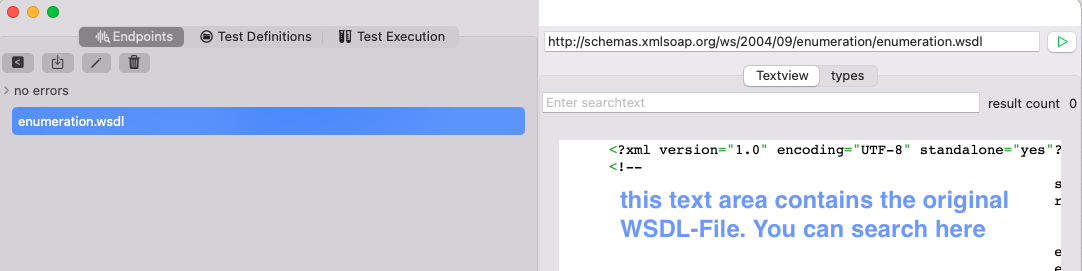 Endpoints Test Definitions Test Execution
http://schemas.xmlsoap.org/ws/2004/09/enumeration/enumeration.wsdl
Textview types
no errors
Enter searchtext result count 0
enumeration.wsdl
<?xml version="1.0" encoding="UTF-8" standalone="yes"?
<!--
s
this text area contains the original
r
WSDL-File. You can search here
e
e